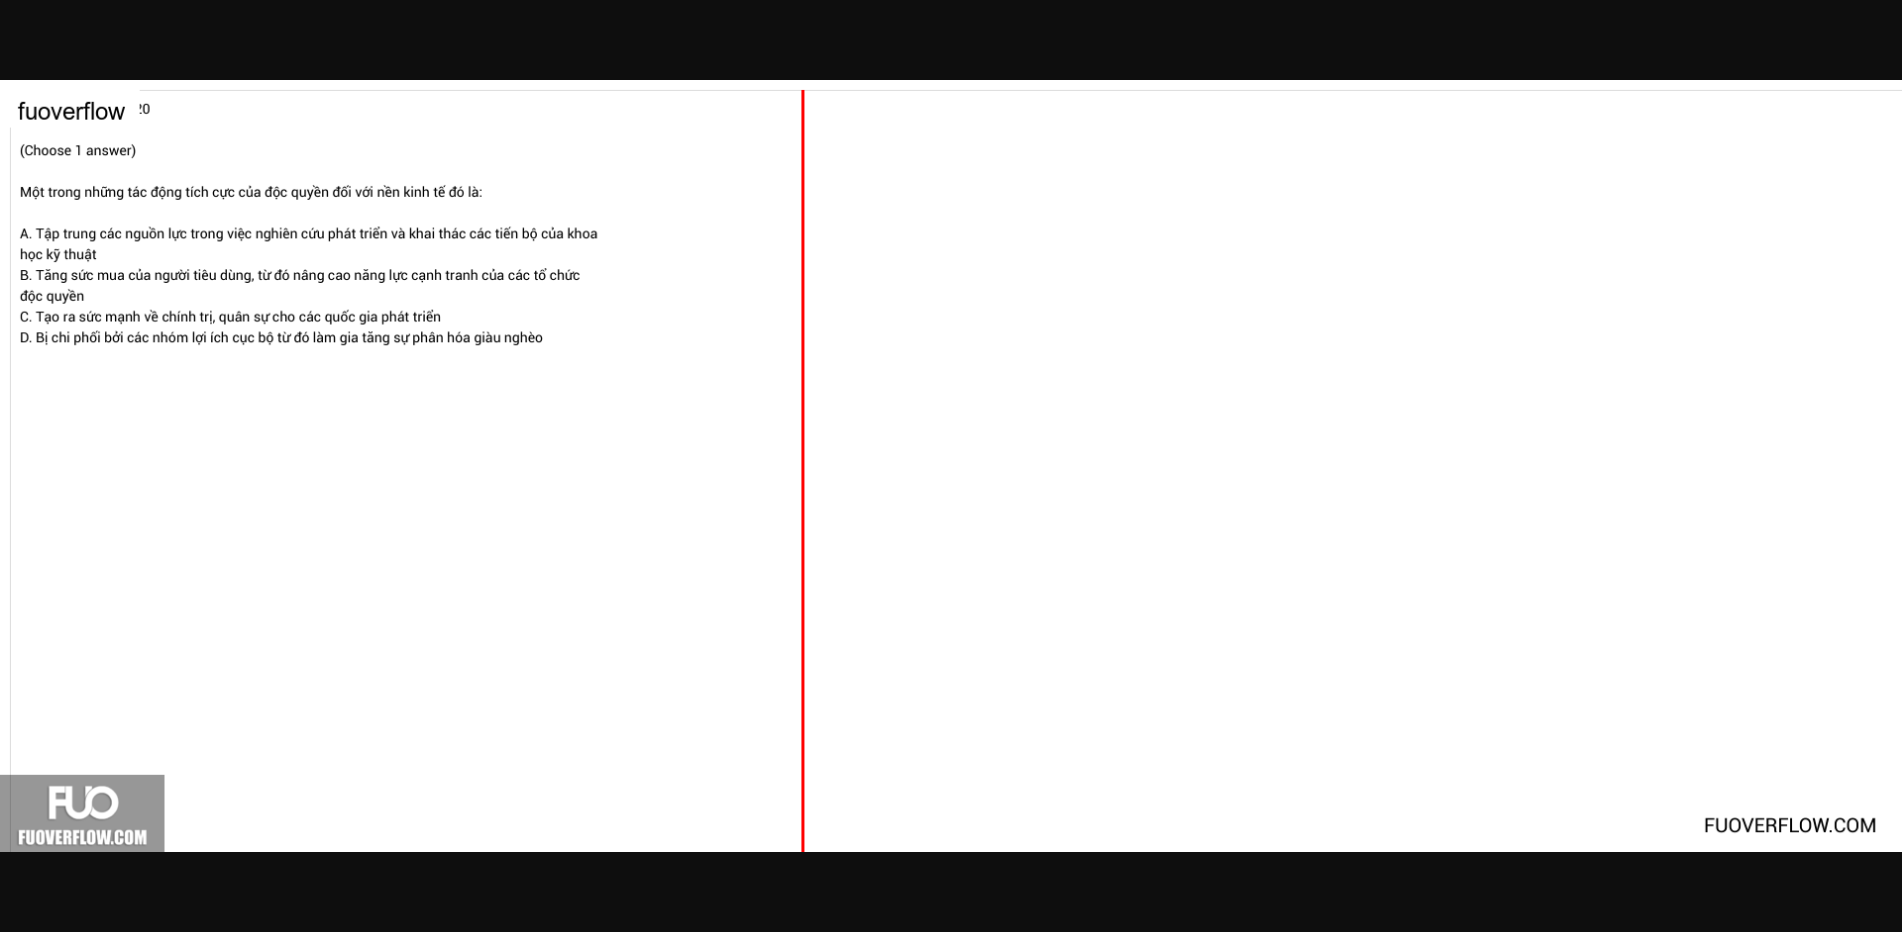 fuoverflow
20
(Choose 1 answer)
Một trong những tác động tích cực của độc quyền đối với nền kinh tế đó là:
A. Tập trung các nguồn lực trong việc nghiên cứu phát triển và khai thác các tiến bộ của khoa
học kỹ thuật
B. Tăng sức mua của người tiêu dùng, từ đó nâng cao năng lực cạnh tranh của các tổ chức
độc quyền
C. Tạo ra sức mạnh về chính trị, quân sự cho các quốc gia phát triển
D. Bị chi phối bởi các nhóm lợi ích cục bộ từ đó làm gia tăng sự phân hóa giàu nghèo
FUO
FUOVERFLOW.COM
FUOVERFLOW.COM